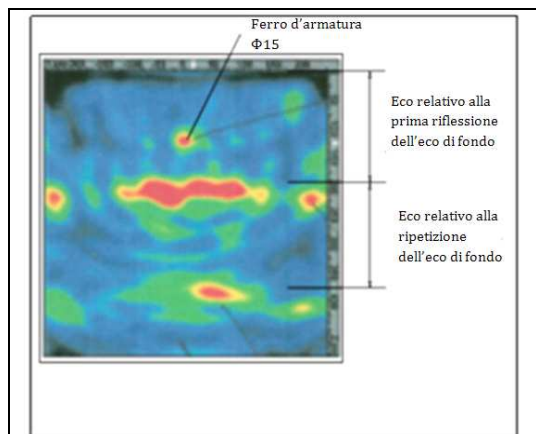 Ferro d'armatura
Φ15
Eco relativo alla
prima riflessione
dell'eco di fondo
Eco relativo alla
ripetizione
dell'eco di fondo